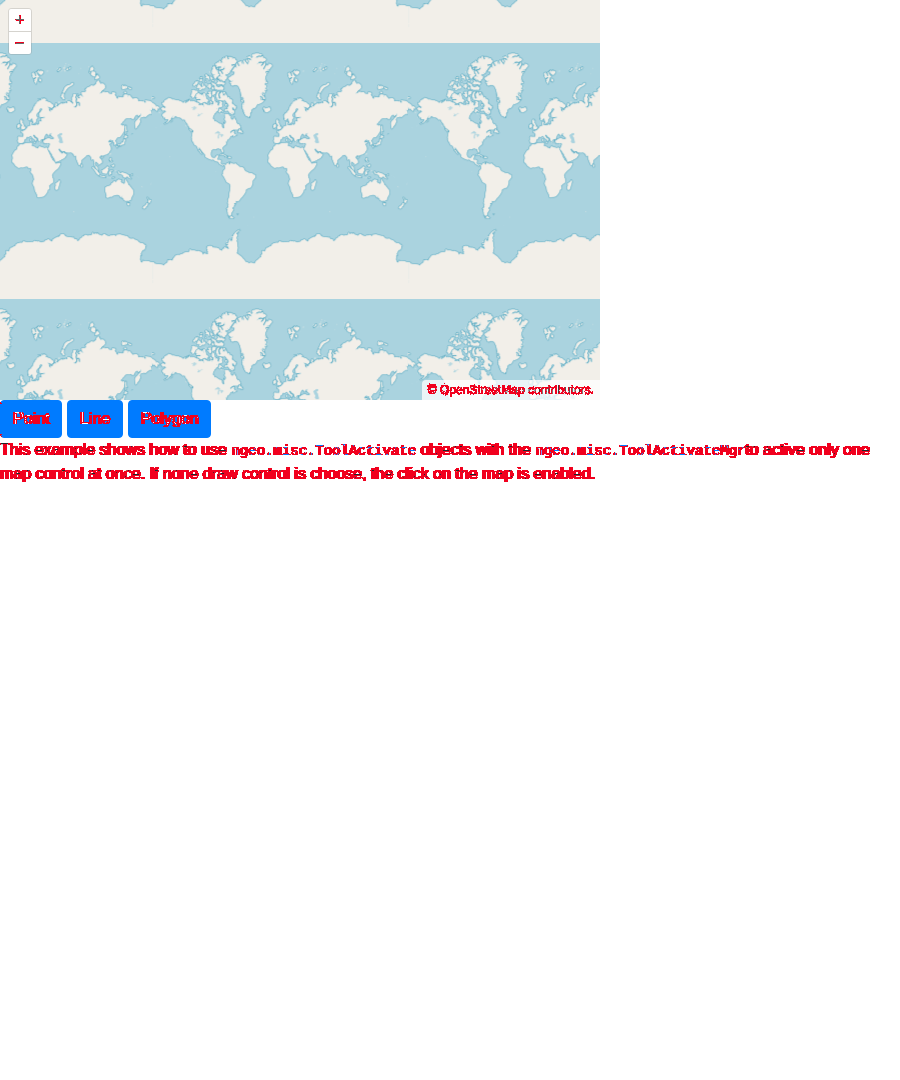 +
−
© OpenStreetMap contributors.
Point Line Polygon
This example shows how to use ngeo.misc.ToolActivate objects with the ngeo.misc.ToolActivateMgr to active only one
map control at once. If none draw control is choose, the click on the map is enabled.